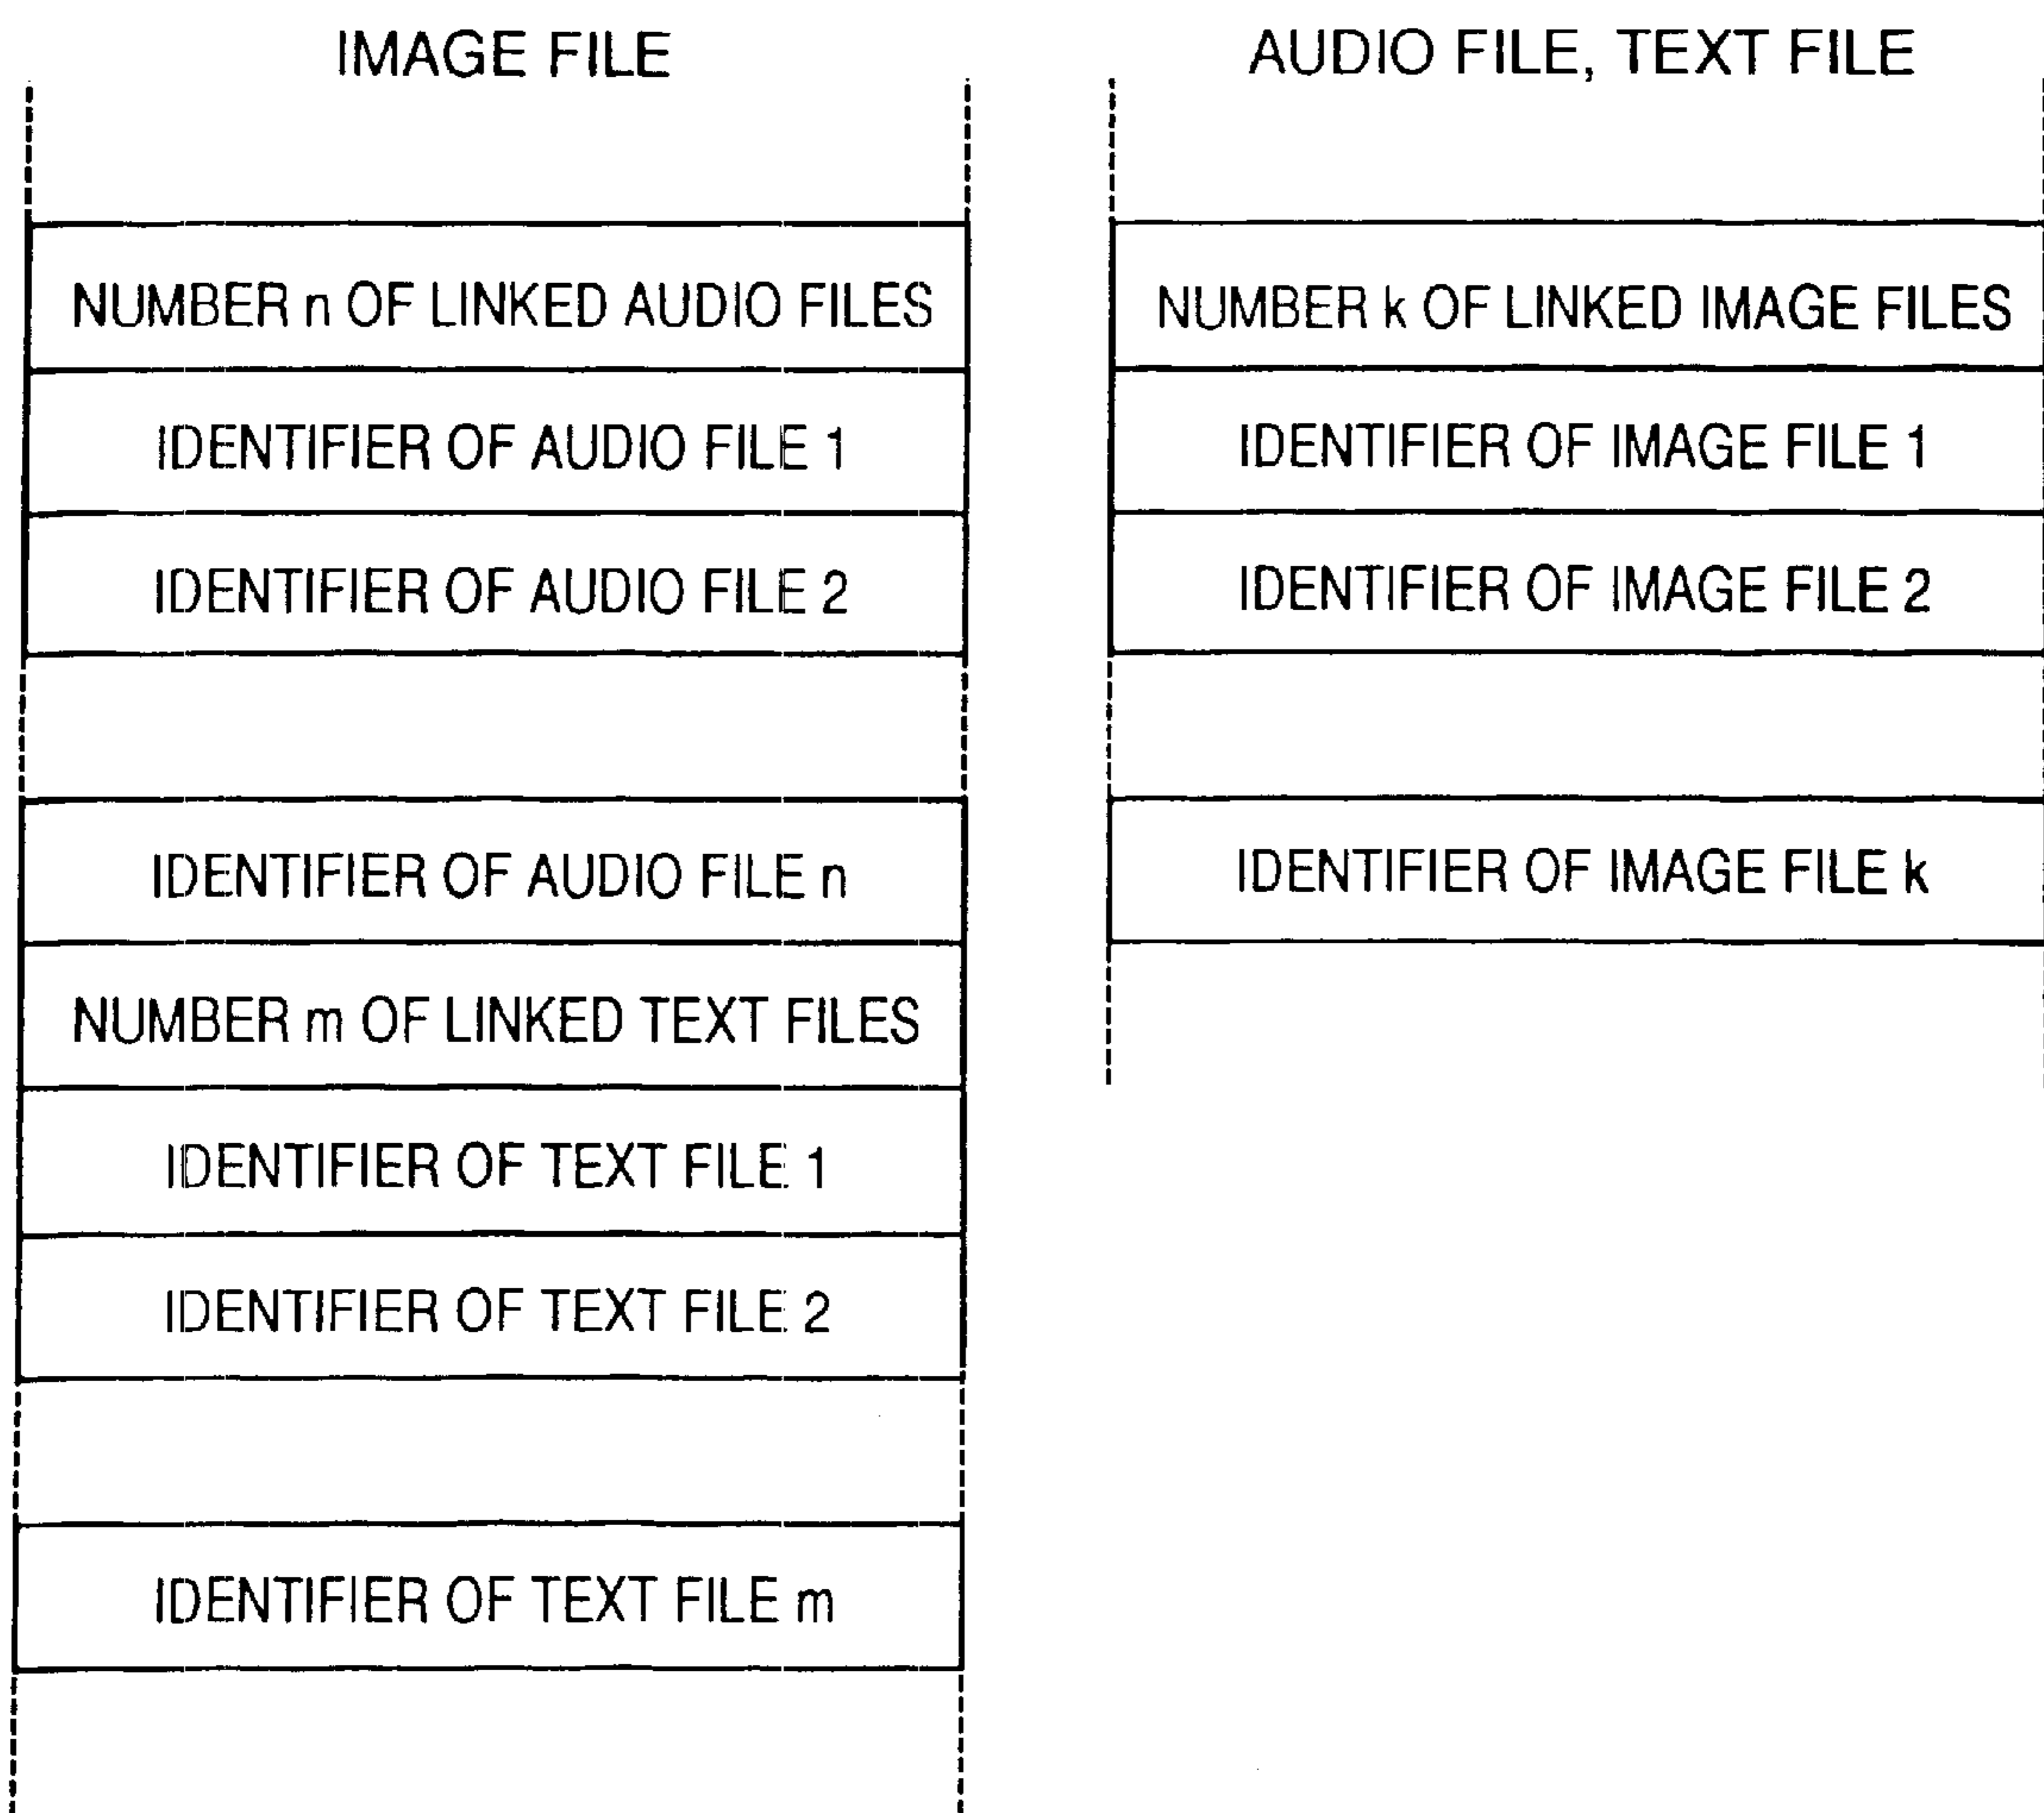 IMAGE FILE
NUMBER n OF LINKED AUDIO FILES
IDENTIFIER OF AUDIO FILE 1
IDENTIFIER OF AUDIO FILE 2
IDENTIFIER OF AUDIO FILE n
NUMBER m OF LINKED TEXT FILES
IDENTIFIER OF TEXT FILE 1
IDENTIFIER OF TEXT FILE 2
IDENTIFIER OF TEXT FILE m
AUDIO FILE, TEXT FILE
NUMBER k OF LINKED IMAGE FILES
IDENTIFIER OF IMAGE FILE 1
IDENTIFIER OF IMAGE FILE 2
IDENTIFIER OF IMAGE FILE k